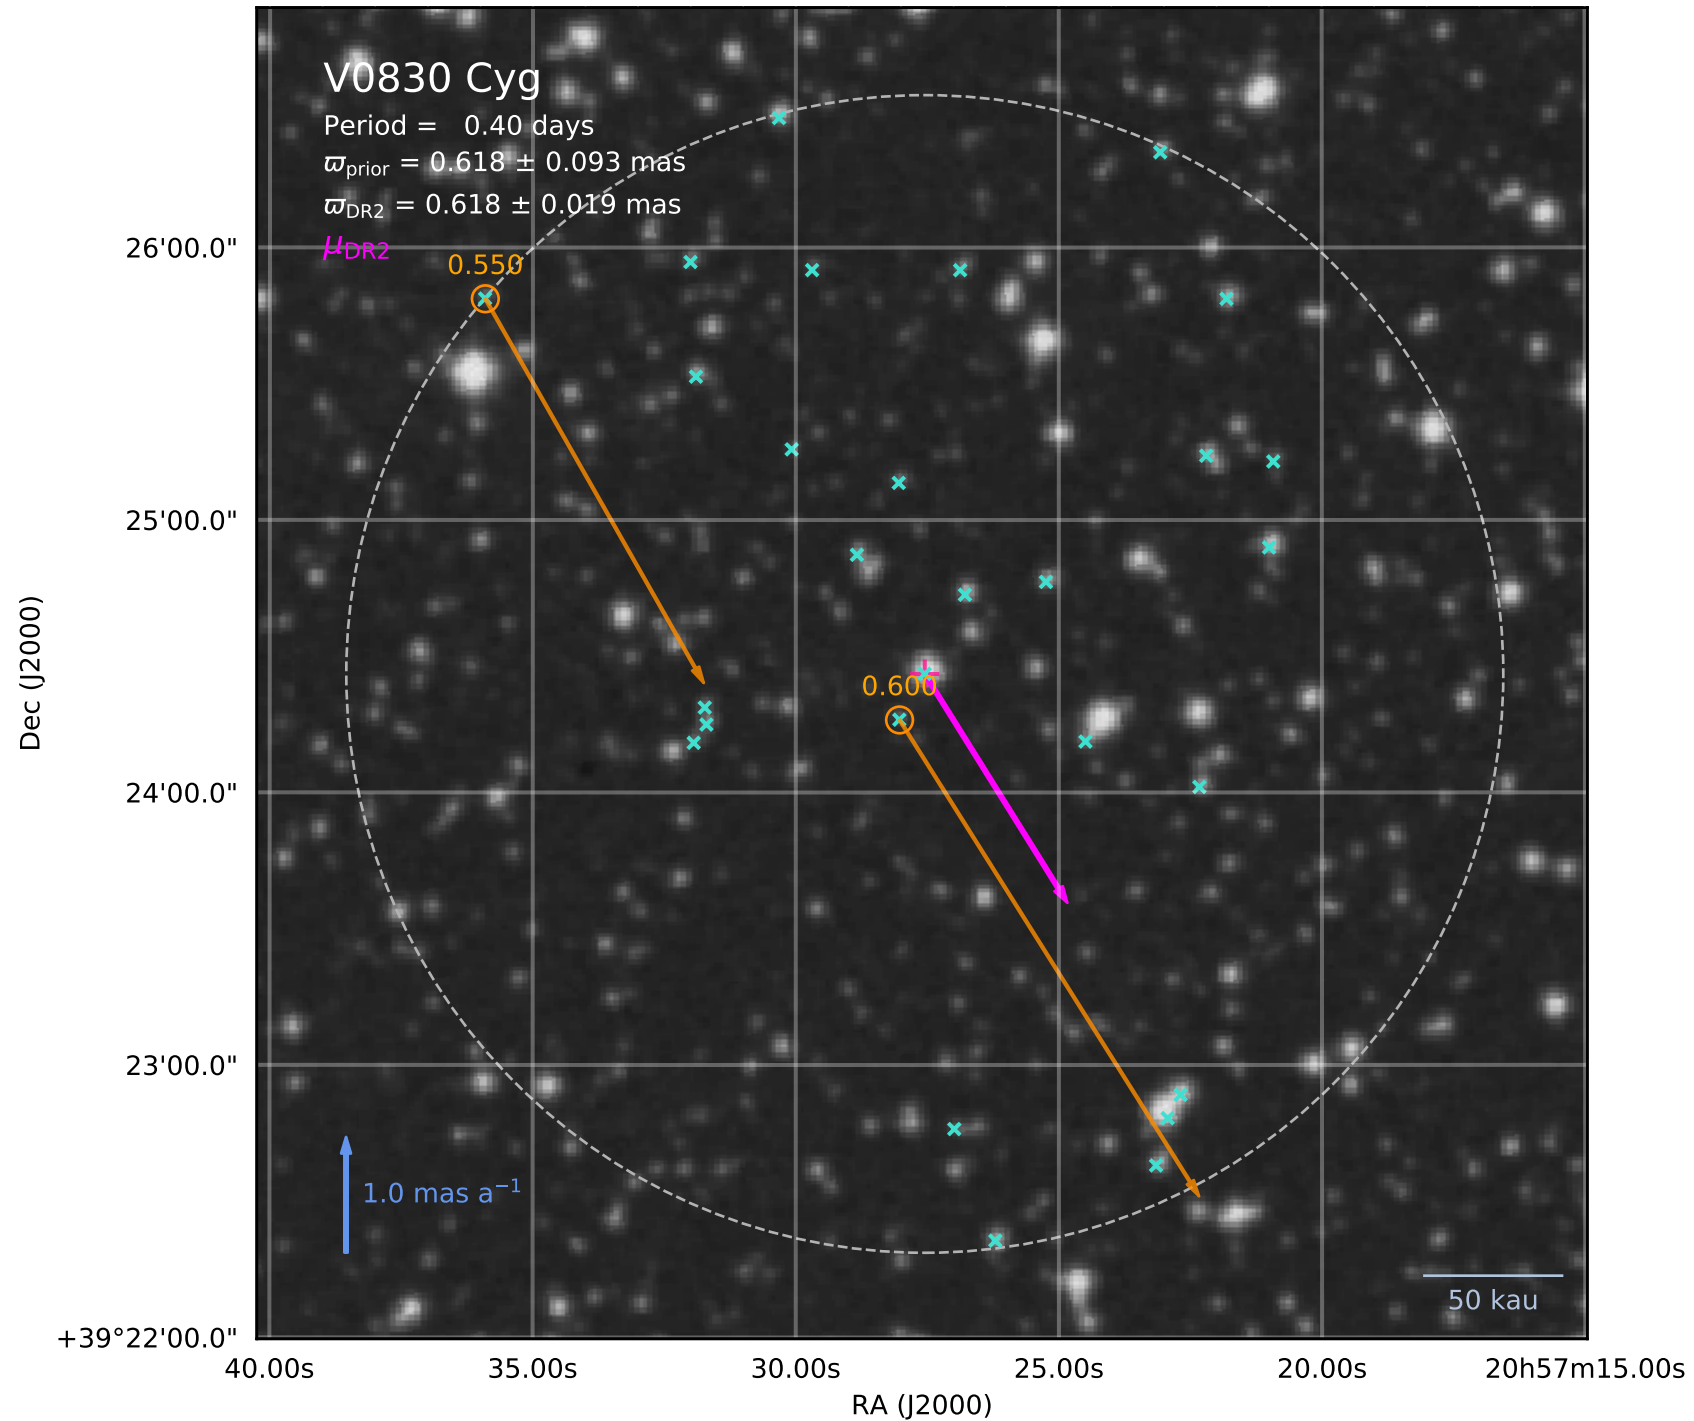 V0830 Cyg
Period =   0.40 days
ϖprior = 0.618 ± 0.093 mas
ϖDR2 = 0.618 ± 0.019 mas
μDR2
0.550
0.600
1.0 mas a⁻¹
50 kau
26'00.0"
25'00.0"
24'00.0"
23'00.0"
+39°22'00.0"
Dec (J2000)
40.00s 35.00s 30.00s 25.00s 20.00s 20h57m15.00s
RA (J2000)